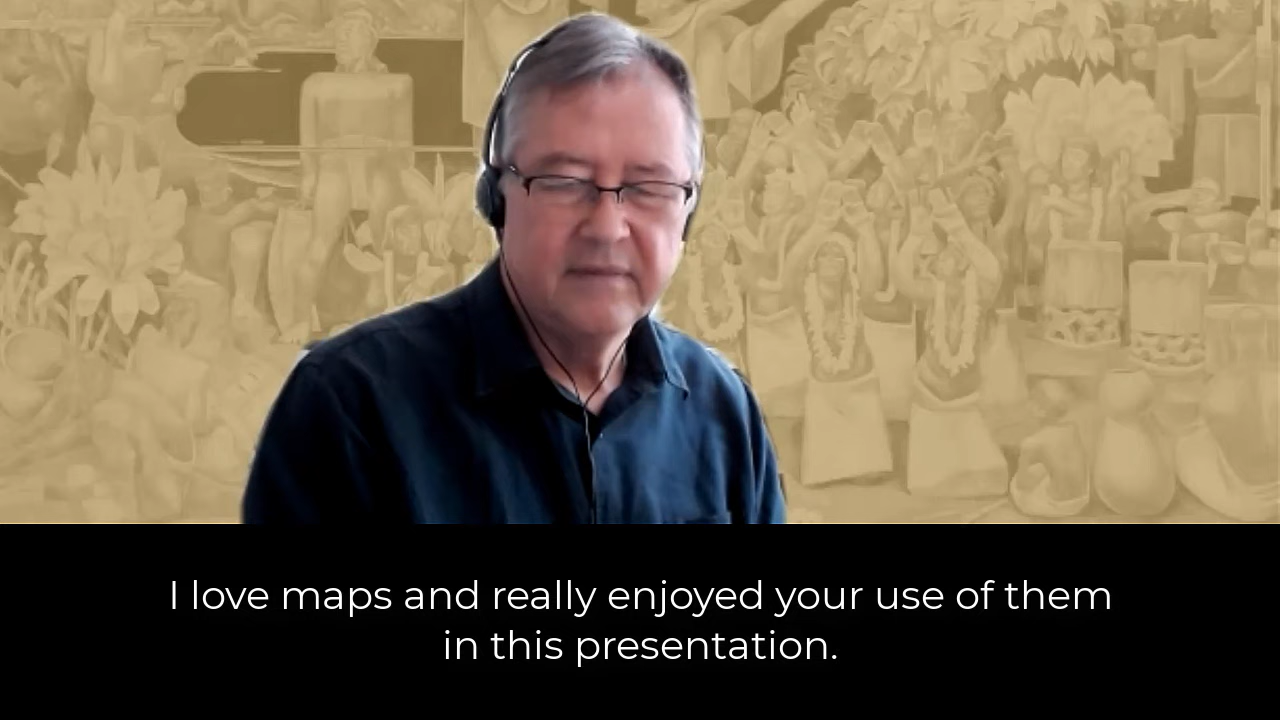 I love maps and really enjoyed your use of them
in this presentation.